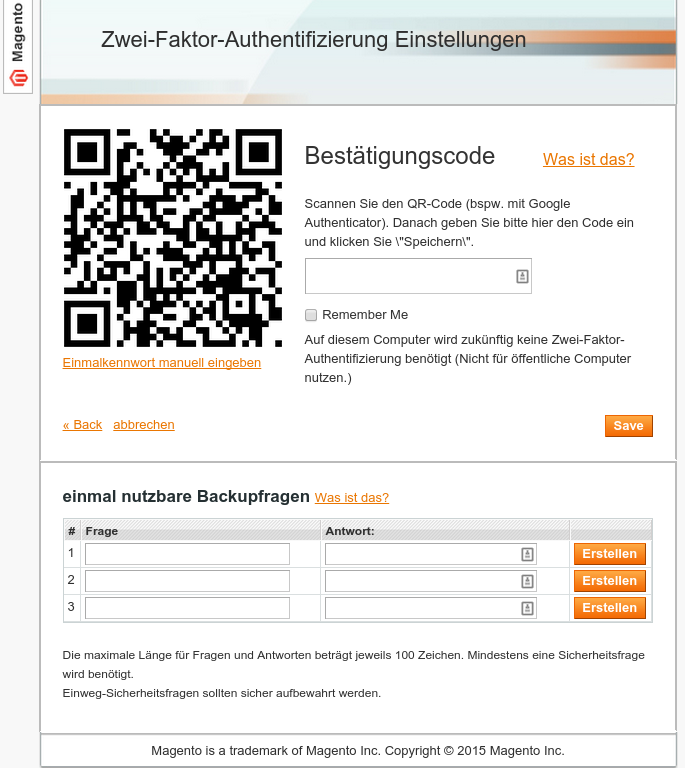 Magento
Zwei-Faktor-Authentifizierung Einstellungen
Bestätigungscode
Was ist das?
Scannen Sie den QR-Code (bspw. mit Google
Authenticator). Danach geben Sie bitte hier den Code ein
und klicken Sie \"Speichern\".
Remember Me
Auf diesem Computer wird zukünftig keine Zwei-Faktor-
Authentifizierung benötigt (Nicht für öffentliche Computer
nutzen.)
Einmalkennwort manuell eingeben
« Back abbrechen
Save
einmal nutzbare Backupfragen Was ist das?
# Frage Antwort:
1 Erstellen
2 Erstellen
3 Erstellen
Die maximale Länge für Fragen und Antworten beträgt jeweils 100 Zeichen. Mindestens eine Sicherheitsfrage
wird benötigt.
Einweg-Sicherheitsfragen sollten sicher aufbewahrt werden.
Magento is a trademark of Magento Inc. Copyright © 2015 Magento Inc.